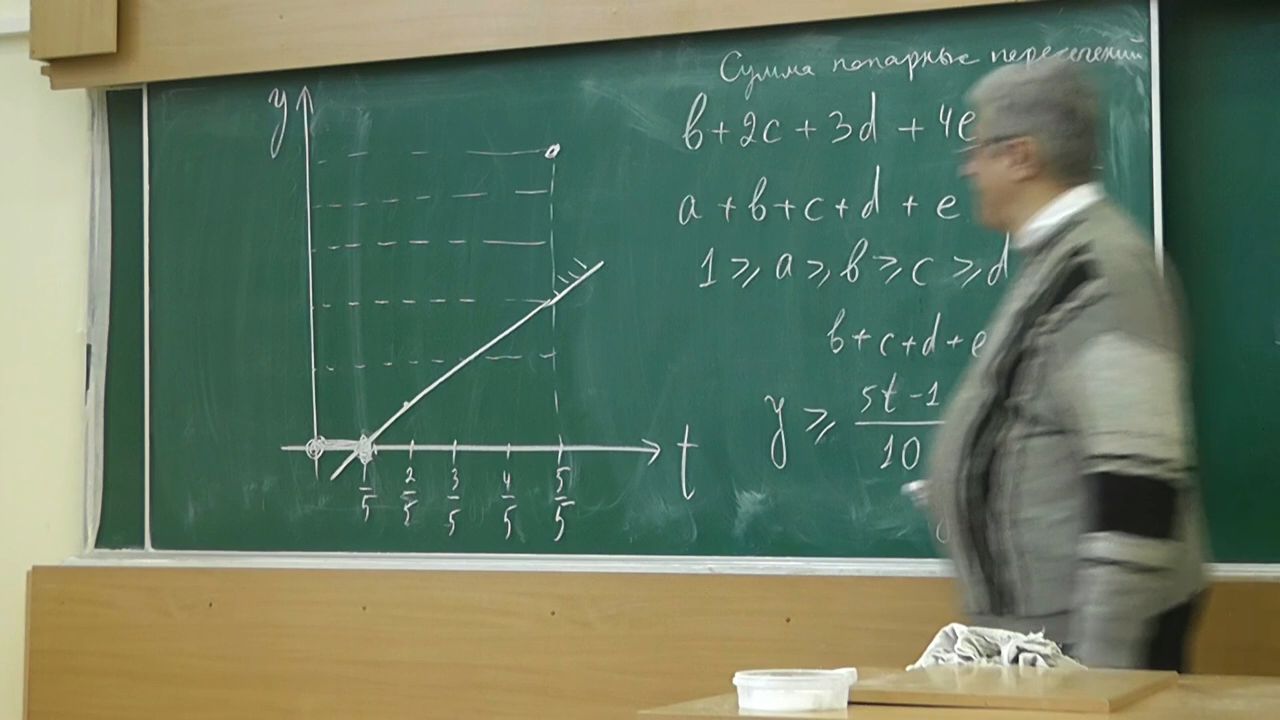 Сумма попарных пересечений
y
b+2c+3d+4e
a+b+c+d+e
1⩾a⩾b⩾c⩾d
b+c+d+e
y ⩾ 5t-1/10
t
/5 2/5 3/5 4/5 5/5